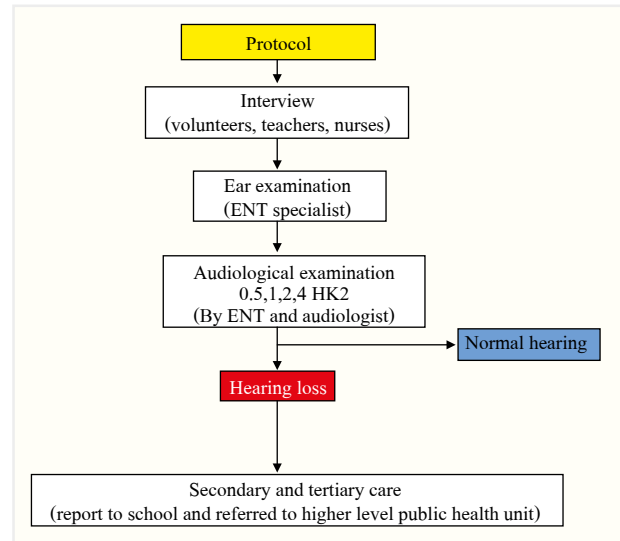 Protocol
Interview
(volunteers, teachers, nurses)
Ear examination
(ENT specialist)
Audiological examination
0.5,1,2,4 HK2
(By ENT and audiologist)
Normal hearing
Hearing loss
Secondary and tertiary care
(report to school and referred to higher level public health unit)